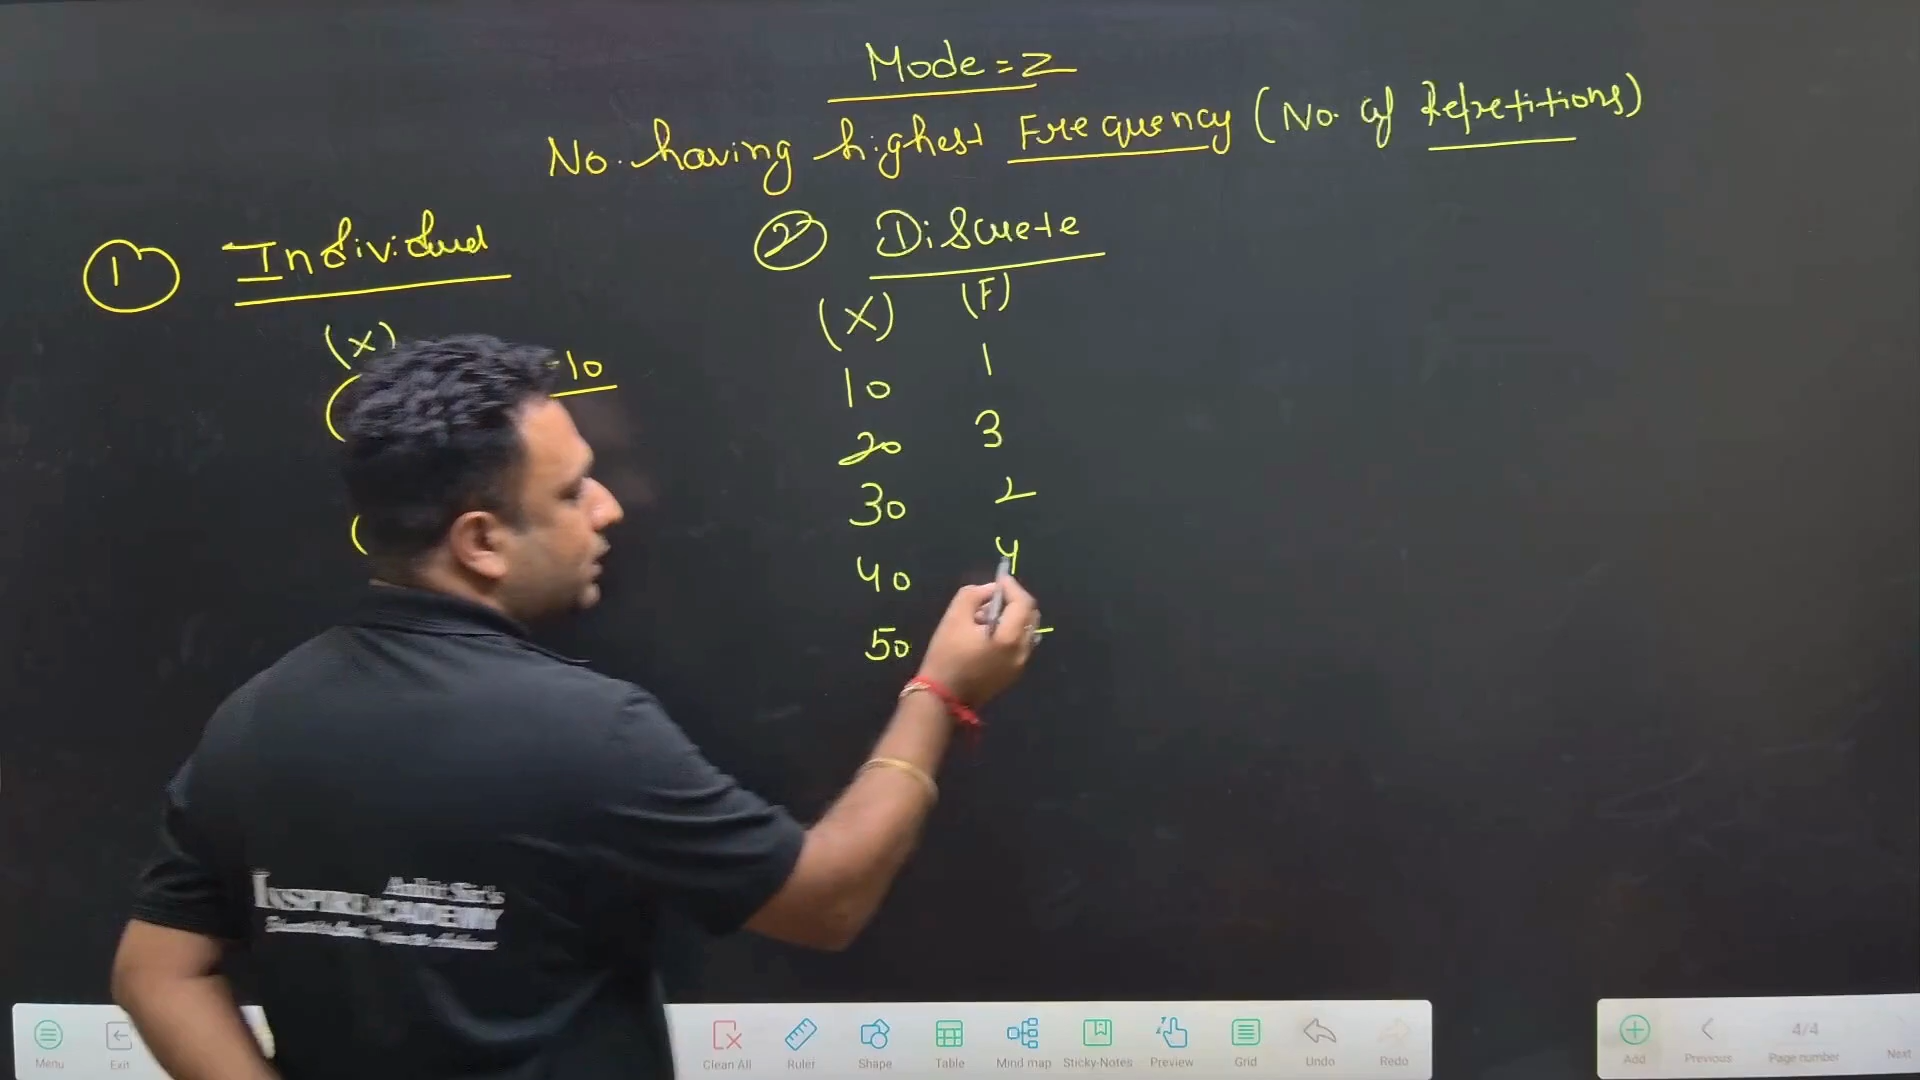 Mode = Z
No. having highest Frequency (No. of Repetitions)
① Individual
(X)
-10
② Discrete
(X) (F)
10 1
20 3
30 2
40 4
50
INSPIRE ACADEMY
Menu Exit Clean All Ruler Shape Table Mind map Sticky-Notes Preview Grid Undo Redo Add Previous 4/4 Page number Next